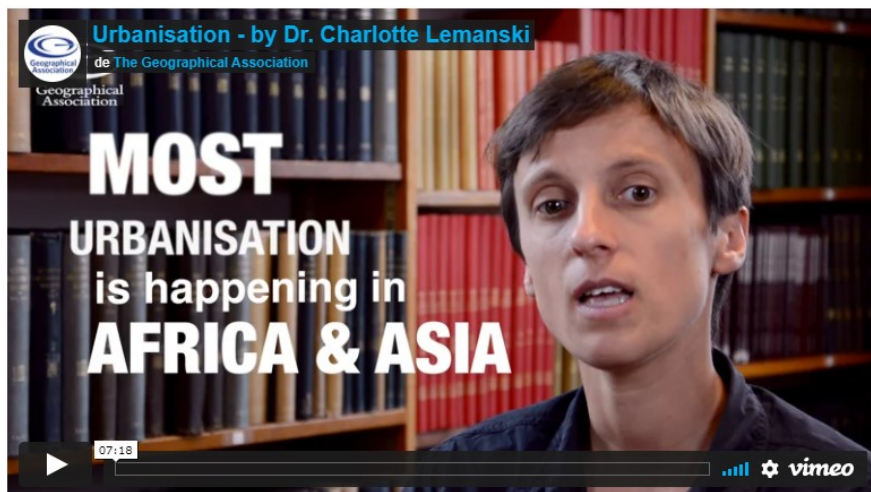 Urbanisation - by Dr. Charlotte Lemanski
de The Geographical Association
Geographical
Association
Geographical
Association
MOST
URBANISATION
is happening in
AFRICA & ASIA
07:18
vimeo